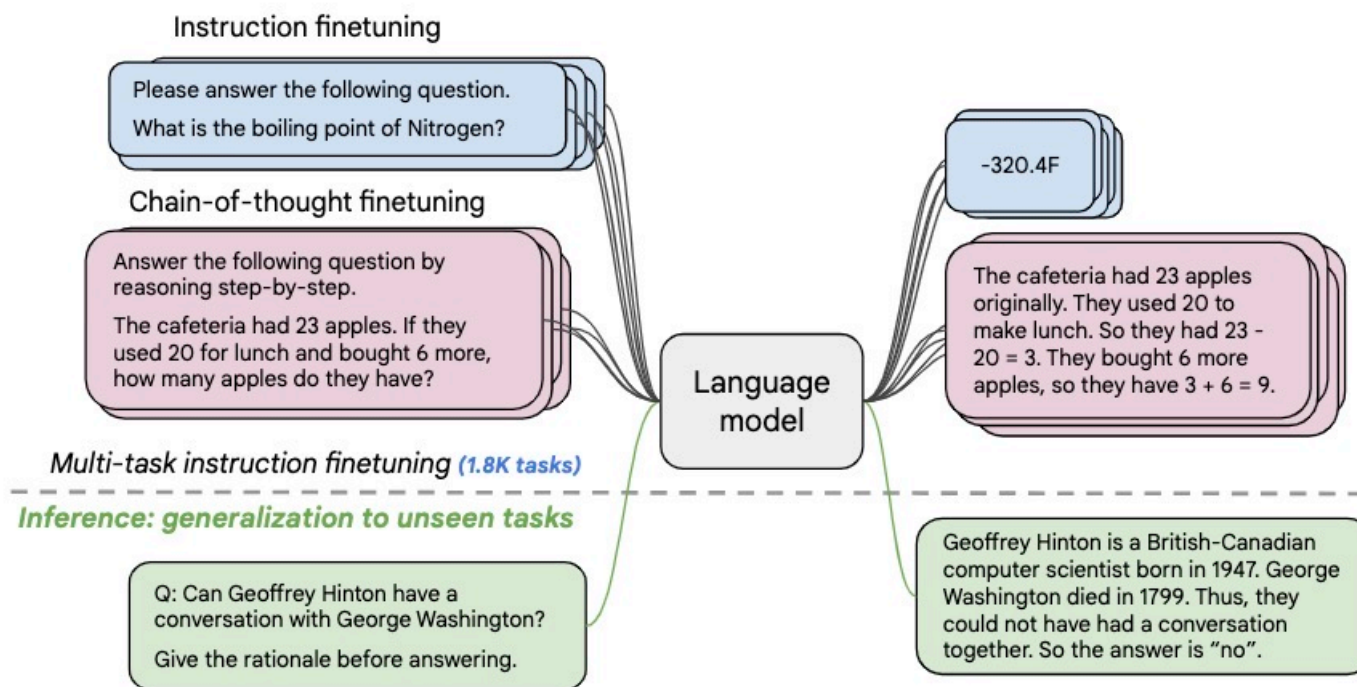 Instruction finetuning
Please answer the following question.
What is the boiling point of Nitrogen?
-320.4F
Chain-of-thought finetuning
Answer the following question by
reasoning step-by-step.
The cafeteria had 23 apples. If they
used 20 for lunch and bought 6 more,
how many apples do they have?
Language
model
The cafeteria had 23 apples
originally. They used 20 to
make lunch. So they had 23 -
20 = 3. They bought 6 more
apples, so they have 3 + 6 = 9.
Multi-task instruction finetuning (1.8K tasks)
Inference: generalization to unseen tasks
Q: Can Geoffrey Hinton have a
conversation with George Washington?
Give the rationale before answering.
Geoffrey Hinton is a British-Canadian
computer scientist born in 1947. George
Washington died in 1799. Thus, they
could not have had a conversation
together. So the answer is “no”.